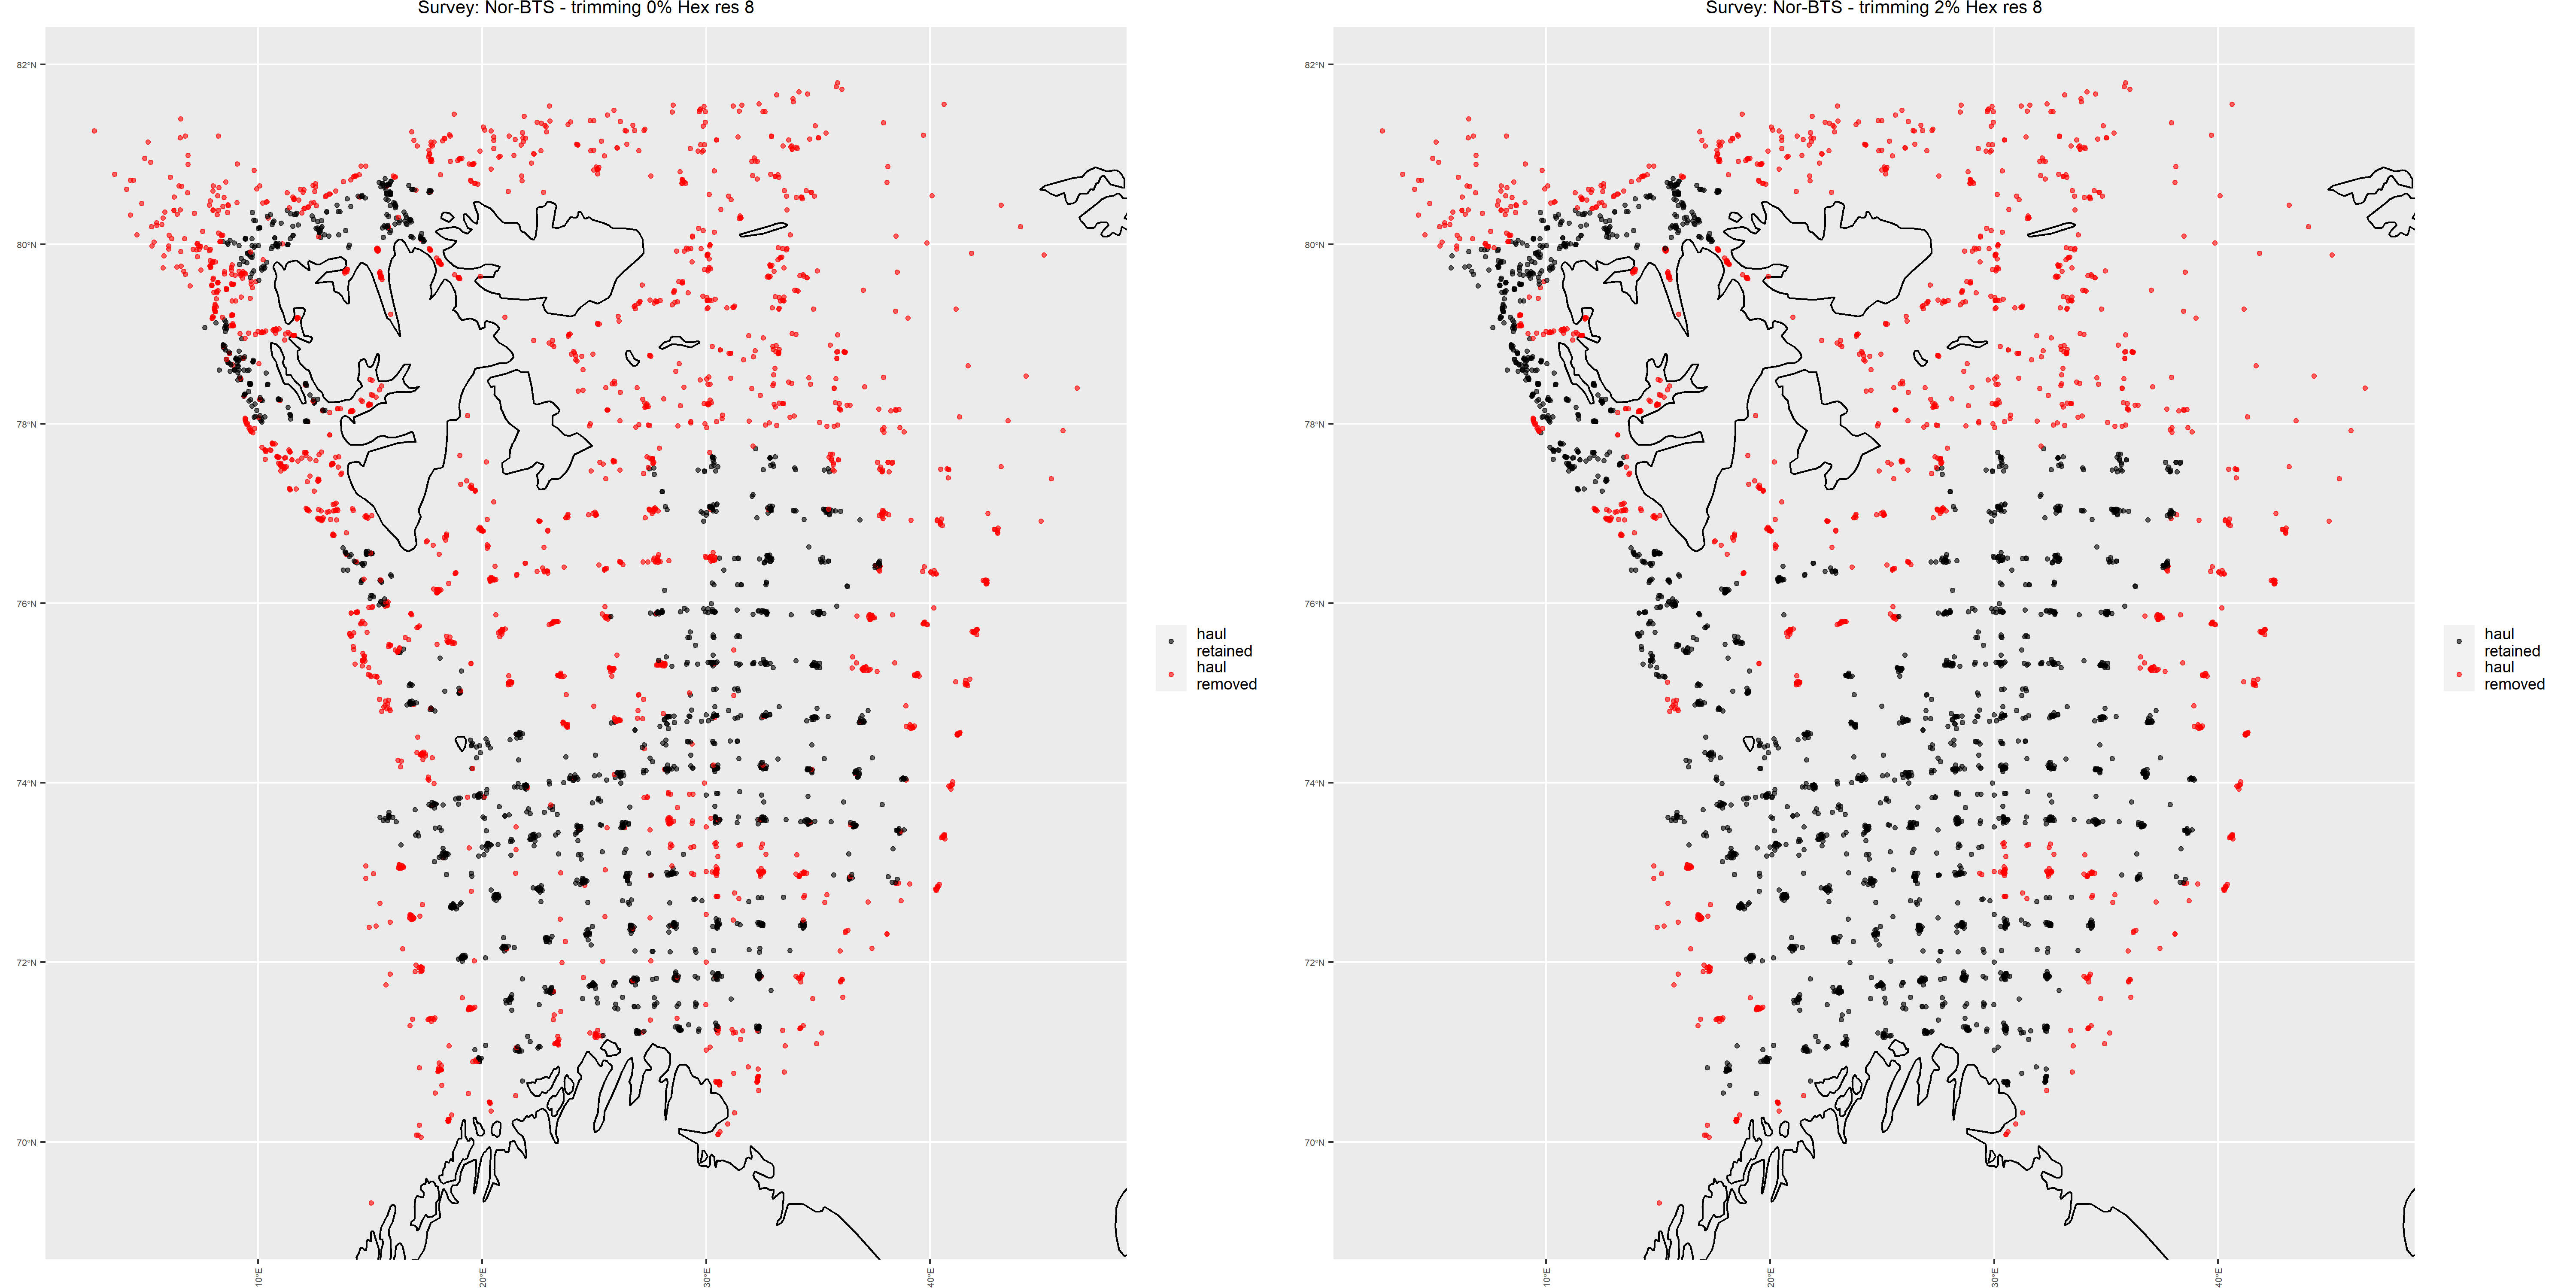 Survey: Nor-BTS - trimming 0% Hex res 8
82°N
80°N
78°N
76°N
74°N
72°N
70°N
10°E
20°E
30°E
40°E
haul
retained
haul
removed
Survey: Nor-BTS - trimming 2% Hex res 8
82°N
80°N
78°N
76°N
74°N
72°N
70°N
10°E
20°E
30°E
40°E
haul
retained
haul
removed